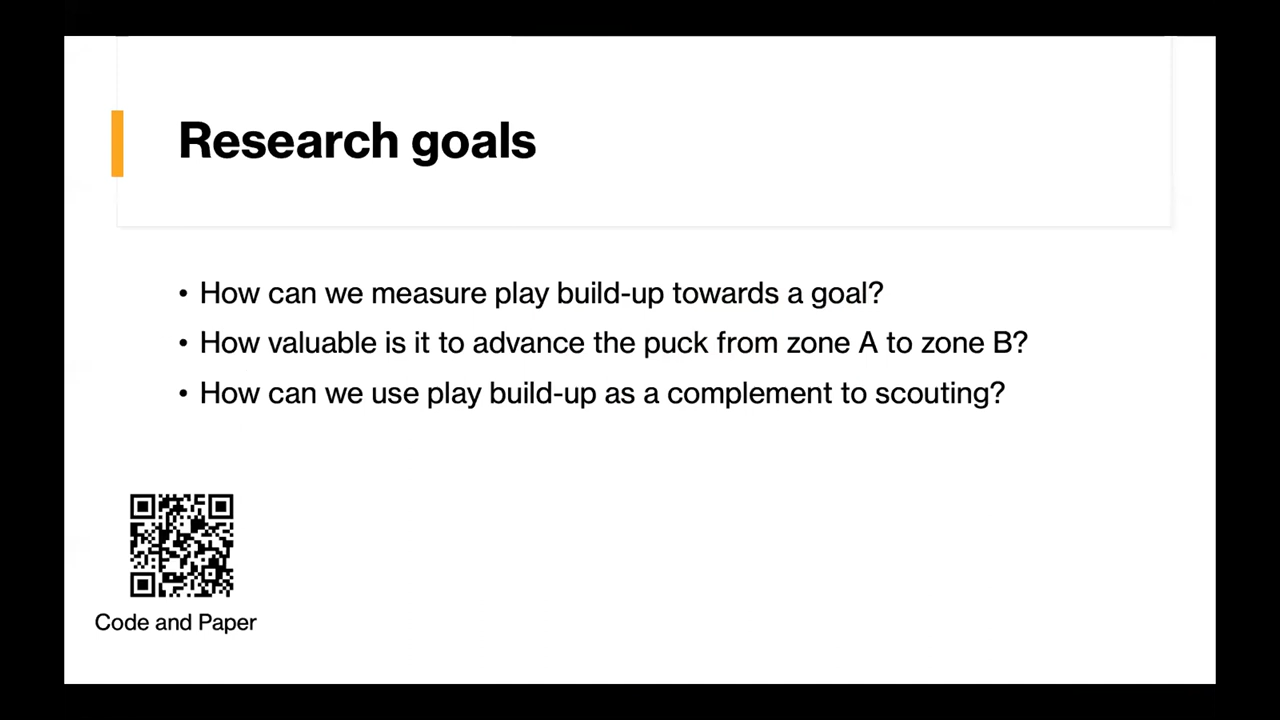 Research goals
• How can we measure play build-up towards a goal?
• How valuable is it to advance the puck from zone A to zone B?
• How can we use play build-up as a complement to scouting?
Code and Paper